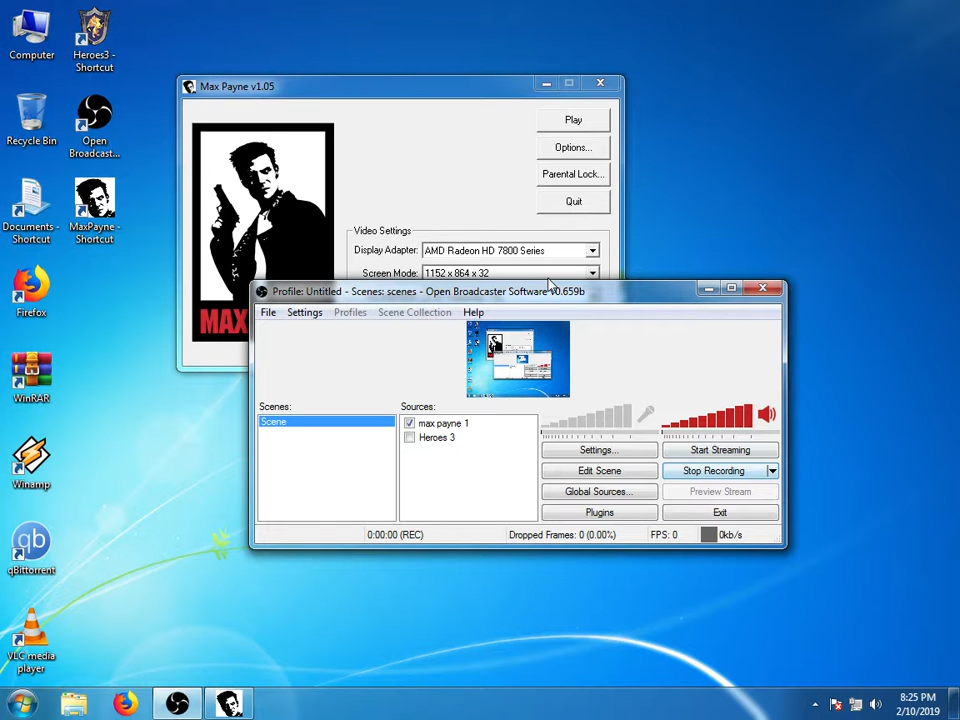 Computer
Heroes3 -
Shortcut
Recycle Bin
Open
Broadcast...
Documents -
Shortcut
MaxPayne -
Shortcut
Firefox
WinRAR
Winamp
qb
qBittorrent
VLC media
player
Max Payne v1.05
Play
Options...
Parental Lock...
Quit
Video Settings
Display Adapter:
AMD Radeon HD 7800 Series
Screen Mode:
1152 x 864 x 32
MAX
Profile: Untitled - Scenes: scenes - Open Broadcaster Software v0.659b
File Settings Profiles Scene Collection Help
Scenes:
Scene
Sources:
max payne 1
Heroes 3
Settings...
Start Streaming
Edit Scene
Stop Recording
Global Sources...
Preview Stream
Plugins
Exit
0:00:00 (REC)
Dropped Frames: 0 (0.00%)
FPS: 0
0kb/s
8:25 PM
2/10/2019